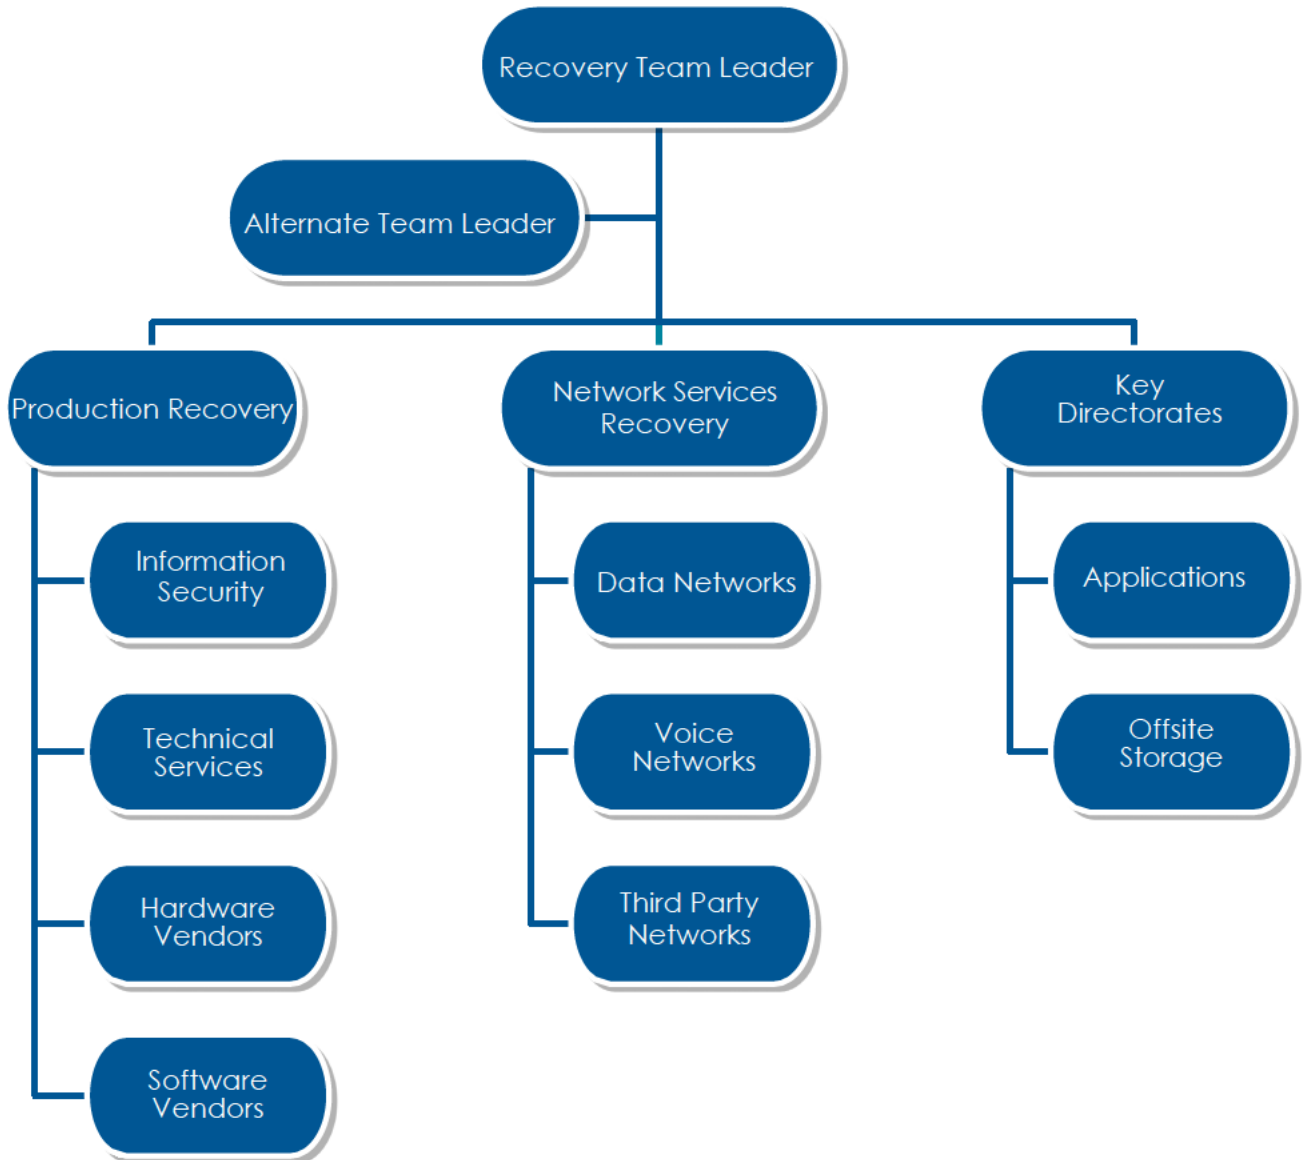 Recovery Team Leader
Alternate Team Leader
Production Recovery
Information
Security
Technical
Services
Hardware
Vendors
Software
Vendors
Network Services
Recovery
Data Networks
Voice
Networks
Third Party
Networks
Key
Directorates
Applications
Offsite
Storage